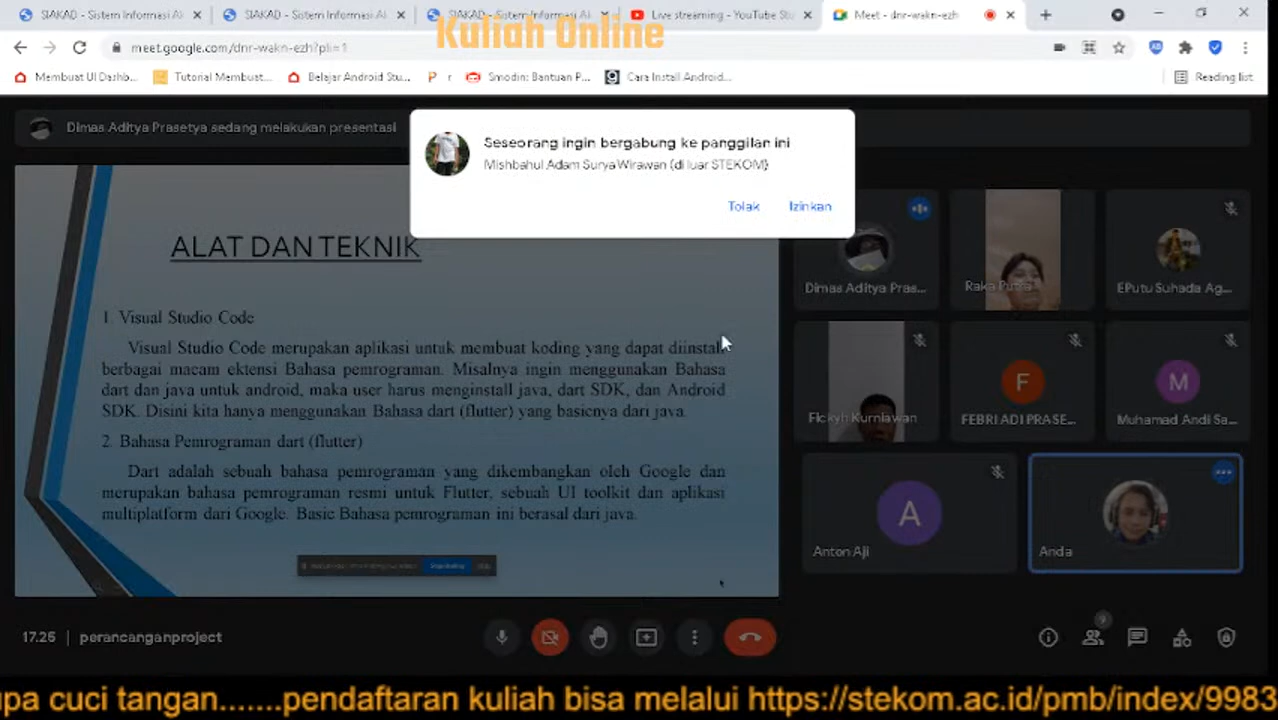 SIAKAD - Sistem Informasi Al
SIAKAD - Sistem Informasi Al
SIAKAD - Sistem Informasi Al
Live streaming - YouTube Stu
Meet - dnr-wakn-ezh
Kuliah Online
meet.google.com/dnr-wakn-ezh?pli=1
Membuat UI Dashb...
Tutorial Membuat...
Belajar Android Stu...
r
Smodin: Bantuan P...
Cara Install Android...
Reading list
Dimas Aditya Prasetya sedang melakukan presentasi
Seseorang ingin bergabung ke panggilan ini
Mishbahul Adam Surya Wirawan (di luar STEKOM)
Tolak
Izinkan
ALAT DAN TEKNIK
1. Visual Studio Code
Visual Studio Code merupakan aplikasi untuk membuat koding yang dapat diinstall
berbagai macam ektensi Bahasa pemrograman. Misalnya ingin menggunakan Bahasa
dart dan java untuk android, maka user harus menginstall java, dart SDK, dan Android
SDK. Disini kita hanya menggunakan Bahasa dart (flutter) yang basicnya dari java.
2. Bahasa Pemrograman dart (flutter)
Dart adalah sebuah bahasa pemrograman yang dikembangkan oleh Google dan
merupakan bahasa pemrograman resmi untuk Flutter, sebuah UI toolkit dan aplikasi
multiplatform dari Google. Basic Bahasa pemrograman ini berasal dari java.
Dimas Aditya Pras...
Raka Putra
EPutu Suhada Ag...
Fickyh Kurniawan
F
FEBRI ADI PRASE...
M
Muhamad Andi Sa...
A
Anton Aji
Anda
17.25 | perancanganproject
9
upa cuci tangan.......pendaftaran kuliah bisa melalui https://stekom.ac.id/pmb/index/9983